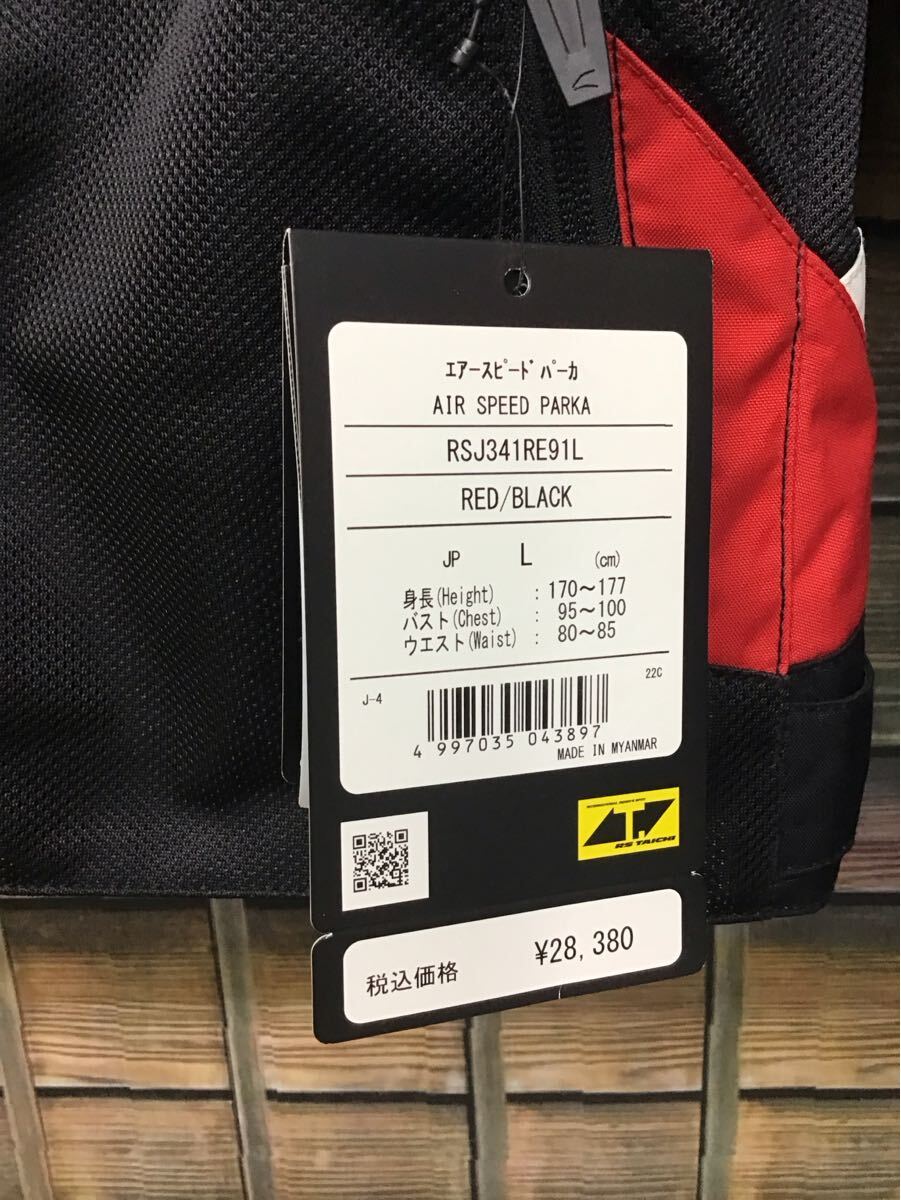 エアースピードパーカ
AIR SPEED PARKA
RSJ341RE91L
RED/BLACK
JP L (cm)
身長(Height) : 170～177
バスト(Chest) : 95～100
ウエスト(Waist) : 80～85
J-4 22C
4 997035 043897
MADE IN MYANMAR
RS TAICHI
税込価格 ¥28,380